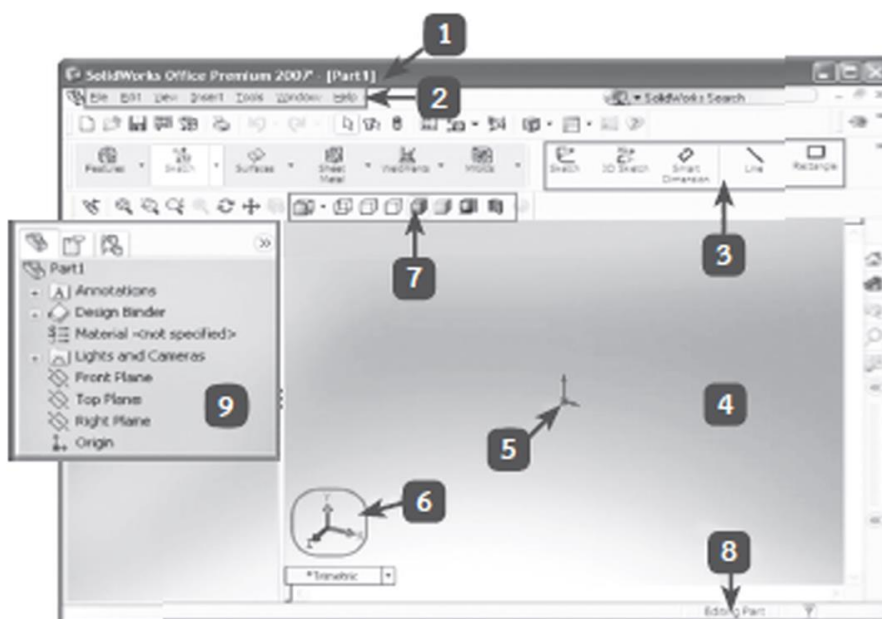 1
SolidWorks Office Premium 2007* - [Part1]
2
File Edit View Insert Tools Window Help
SolidWorks Search
Features Sketch Surfaces Sheet Metal Weldments Molds
Sketch 3D Sketch Smart Dimension Line Rectangle
3
7
Part1
Annotations
Design Binder
Material <not specified>
Lights and Cameras
Front Plane
Top Plane
Right Plane
Origin
9
4
5
6
Y
X
Z
*Trimetric
8
Editing Part